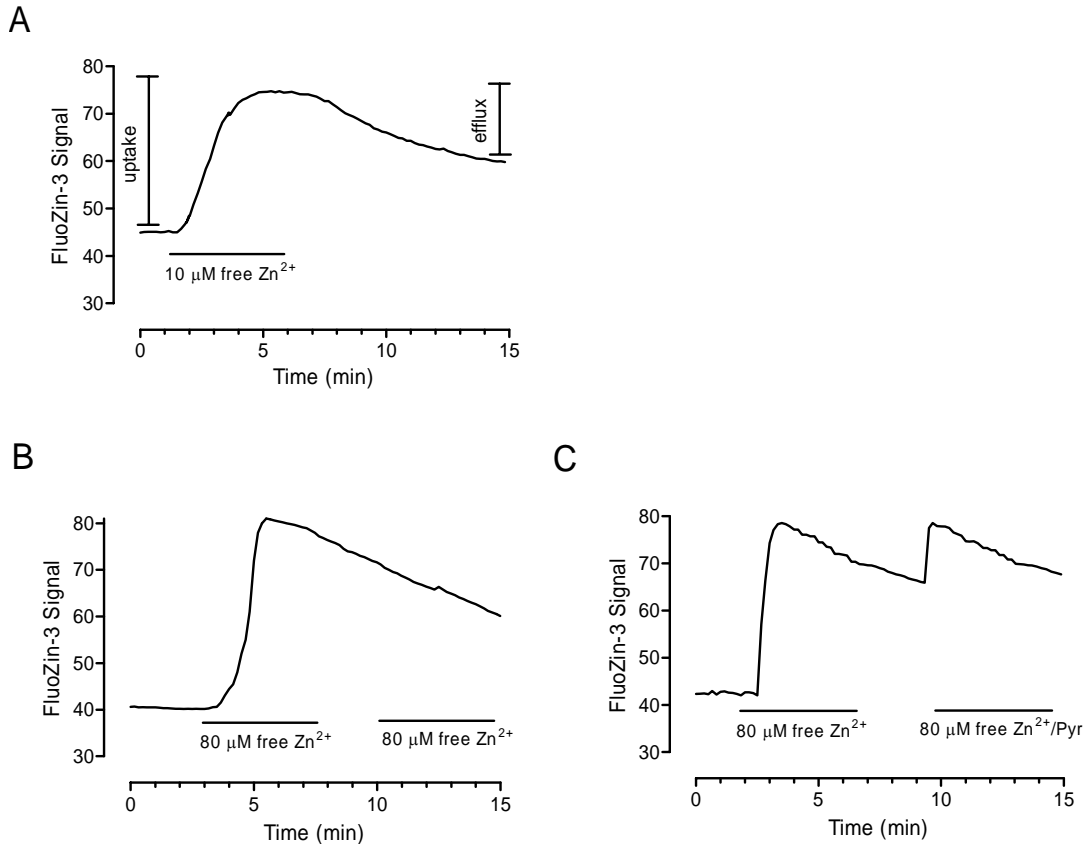 A
80
70
60
50
40
30
FluoZin-3 Signal
uptake
efflux
10 μM free Zn²⁺
0 5 10 15
Time (min)
B
80
70
60
50
40
30
FluoZin-3 Signal
80 μM free Zn²⁺ 80 μM free Zn²⁺
0 5 10 15
Time (min)
C
80
70
60
50
40
30
FluoZin-3 Signal
80 μM free Zn²⁺ 80 μM free Zn²⁺/Pyr
0 5 10 15
Time (min)